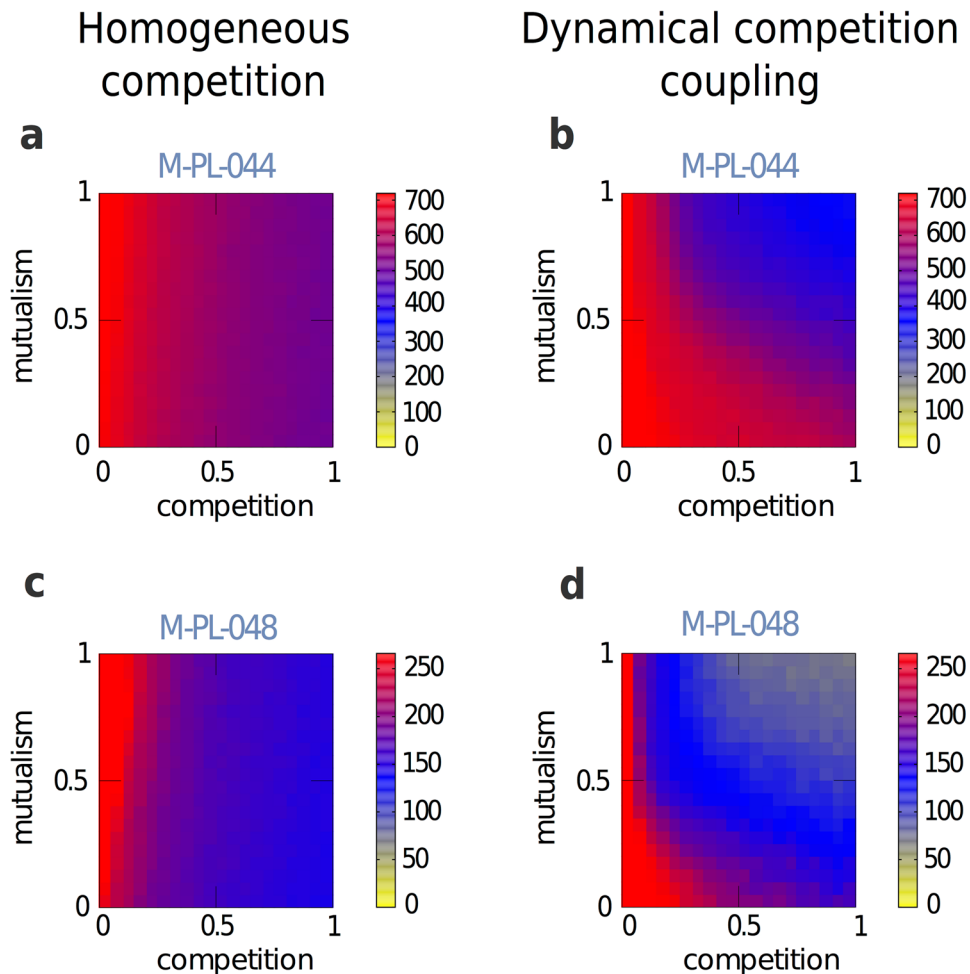 Homogeneous
competition
Dynamical competition
coupling
a
M-PL-044
1
0.5
0
mutualism
0
0.5
1
competition
700
600
500
400
300
200
100
0
b
M-PL-044
1
0.5
0
mutualism
0
0.5
1
competition
700
600
500
400
300
200
100
0
c
M-PL-048
1
0.5
0
mutualism
0
0.5
1
competition
250
200
150
100
50
0
d
M-PL-048
1
0.5
0
mutualism
0
0.5
1
competition
250
200
150
100
50
0